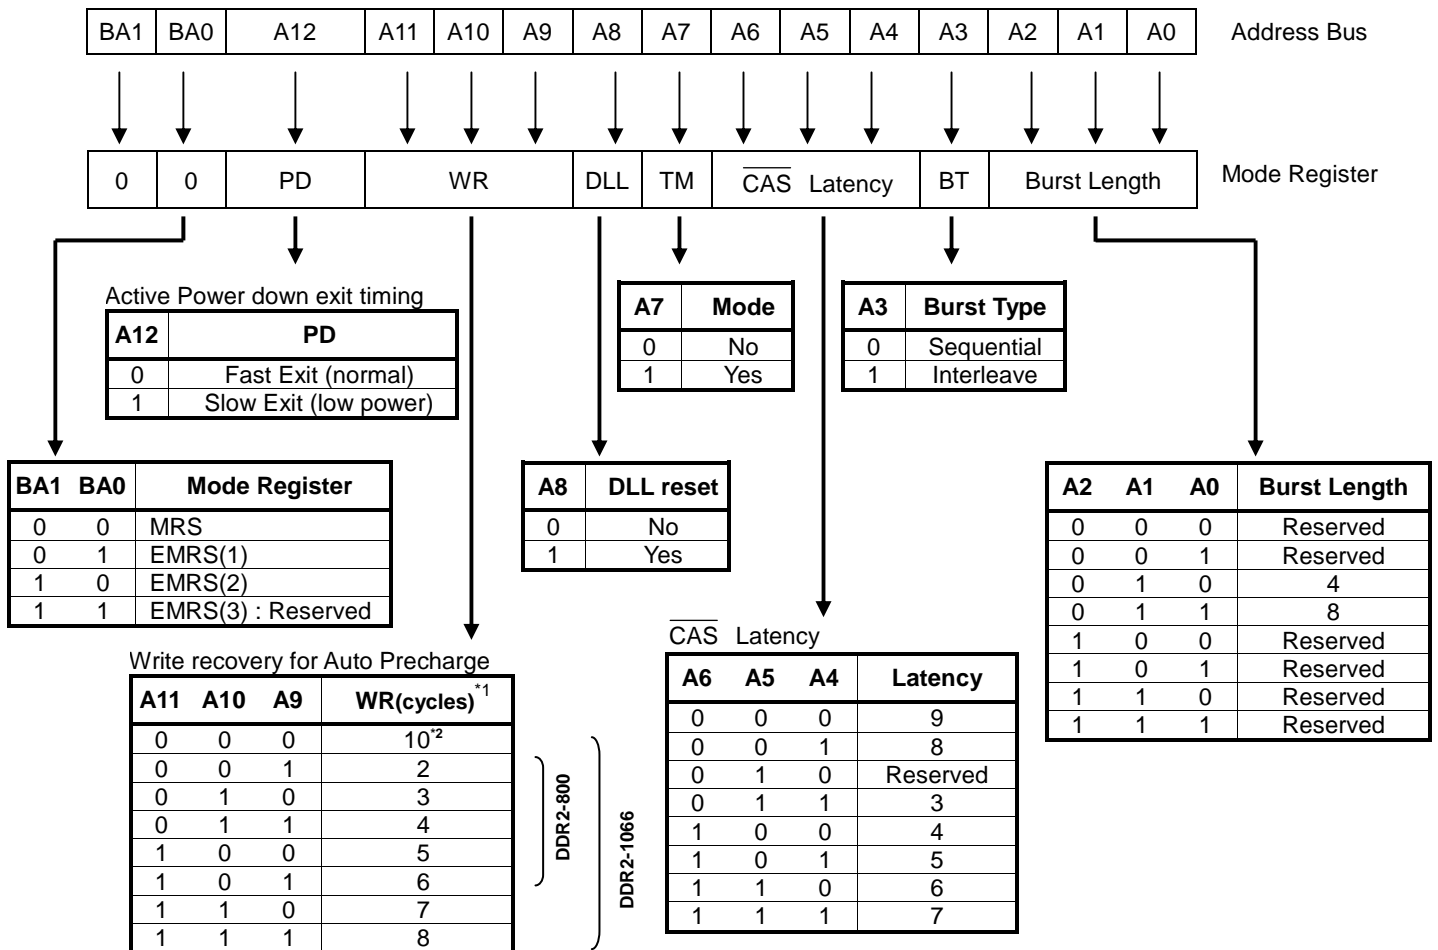 BA1 BA0 A12 A11 A10 A9 A8 A7 A6 A5 A4 A3 A2 A1 A0 Address Bus
0 0 PD WR DLL TM CAS Latency BT Burst Length Mode Register
Active Power down exit timing
A12 PD
0 Fast Exit (normal)
1 Slow Exit (low power)
A7 Mode
0 No
1 Yes
A3 Burst Type
0 Sequential
1 Interleave
BA1 BA0 Mode Register
0 0 MRS
0 1 EMRS(1)
1 0 EMRS(2)
1 1 EMRS(3) : Reserved
A8 DLL reset
0 No
1 Yes
A2 A1 A0 Burst Length
0 0 0 Reserved
0 0 1 Reserved
0 1 0 4
0 1 1 8
1 0 0 Reserved
1 0 1 Reserved
1 1 0 Reserved
1 1 1 Reserved
Write recovery for Auto Precharge
A11 A10 A9 WR(cycles)*1
0 0 0 10*2
0 0 1 2
0 1 0 3
0 1 1 4
1 0 0 5
1 0 1 6
1 1 0 7
1 1 1 8
DDR2-800
DDR2-1066
CAS Latency
A6 A5 A4 Latency
0 0 0 9
0 0 1 8
0 1 0 Reserved
0 1 1 3
1 0 0 4
1 0 1 5
1 1 0 6
1 1 1 7